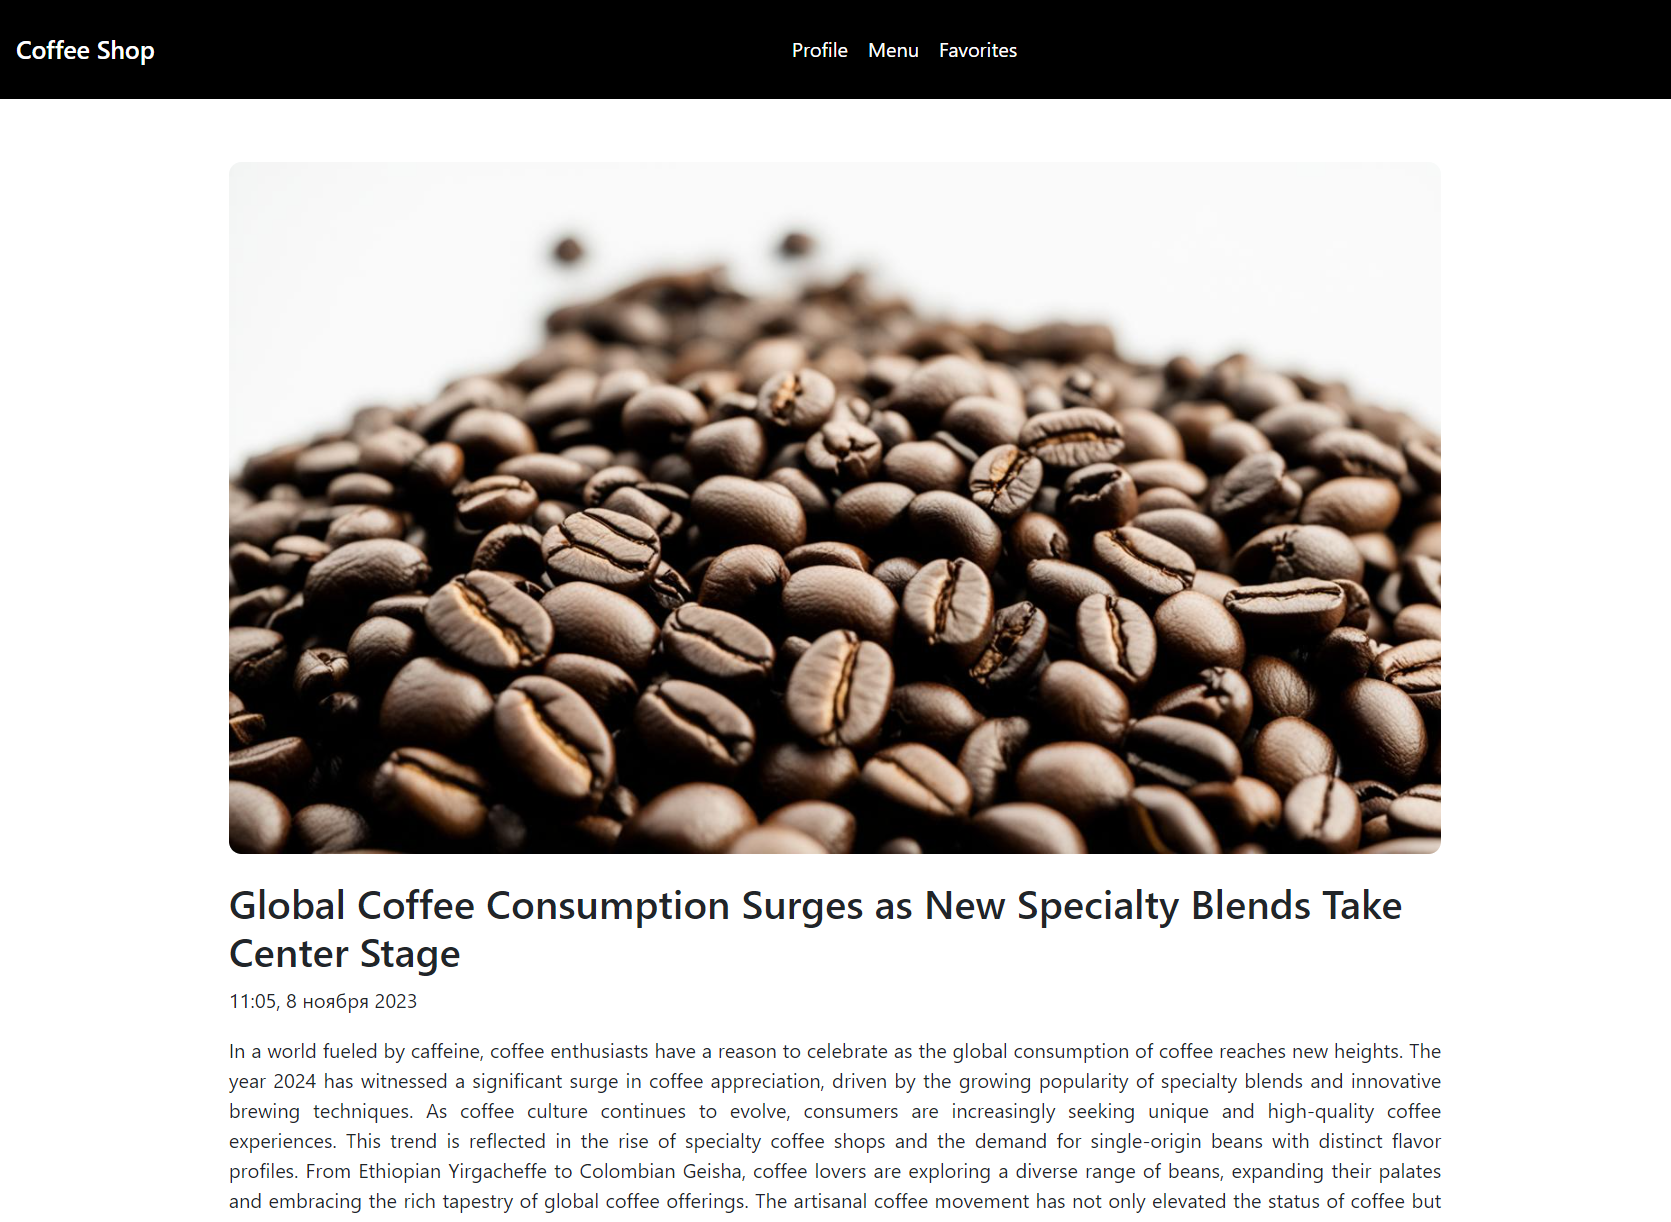 Coffee Shop
Profile Menu Favorites
Global Coffee Consumption Surges as New Specialty Blends Take
Center Stage
11:05, 8 ноября 2023
In a world fueled by caffeine, coffee enthusiasts have a reason to celebrate as the global consumption of coffee reaches new heights. The
year 2024 has witnessed a significant surge in coffee appreciation, driven by the growing popularity of specialty blends and innovative
brewing techniques. As coffee culture continues to evolve, consumers are increasingly seeking unique and high-quality coffee
experiences. This trend is reflected in the rise of specialty coffee shops and the demand for single-origin beans with distinct flavor
profiles. From Ethiopian Yirgacheffe to Colombian Geisha, coffee lovers are exploring a diverse range of beans, expanding their palates
and embracing the rich tapestry of global coffee offerings. The artisanal coffee movement has not only elevated the status of coffee but